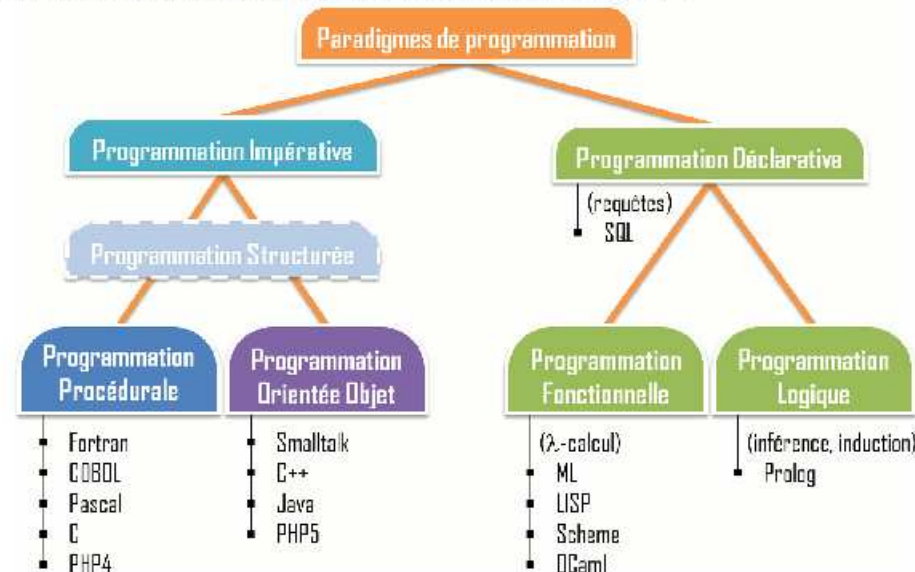 Paradigmes de programmation
Programmation Impérative
Programmation Déclarative
(requêtes)
SQL
Programmation Structurée
Programmation
Procédurale
Fortran
COBOL
Pascal
C
PHP4
Programmation
Orientée Objet
Smalltalk
C++
Java
PHP5
Programmation
Fonctionnelle
(λ-calcul)
ML
LISP
Scheme
OCaml
Programmation
Logique
(inférence, induction)
Prolog